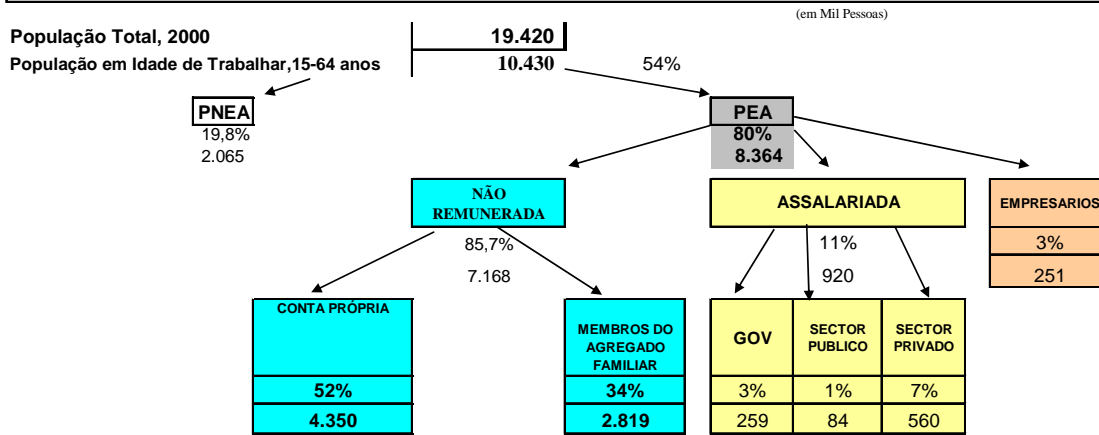 (em Mil Pessoas)
População Total, 2000 19.420
População em Idade de Trabalhar,15-64 anos 10.430 54%
PNEA PEA
19,8% 80%
2.065 8.364
NÃO
REMUNERADA ASSALARIADA EMPRESARIOS
85,7% 11% 3%
7.168 920 251
CONTA PRÓPRIA
MEMBROS DO
AGREGADO
FAMILIAR
GOV
SECTOR
PUBLICO
SECTOR
PRIVADO
52% 34% 3% 1% 7%
4.350 2.819 259 84 560